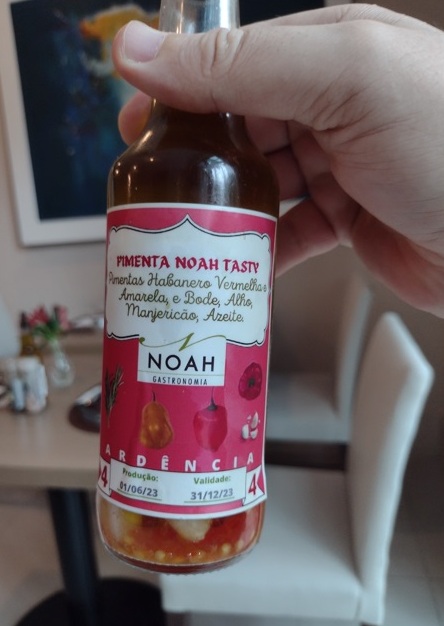 PIMENTA NOAH TASTY
Pimentas Habanero Vermelha e
Amarela, e Bode, Alho,
Manjericão, Azeite.
NOAH
GASTRONOMIA
ARDÊNCIA
4 Produção: Validade: 4
01/06/23 31/12/23